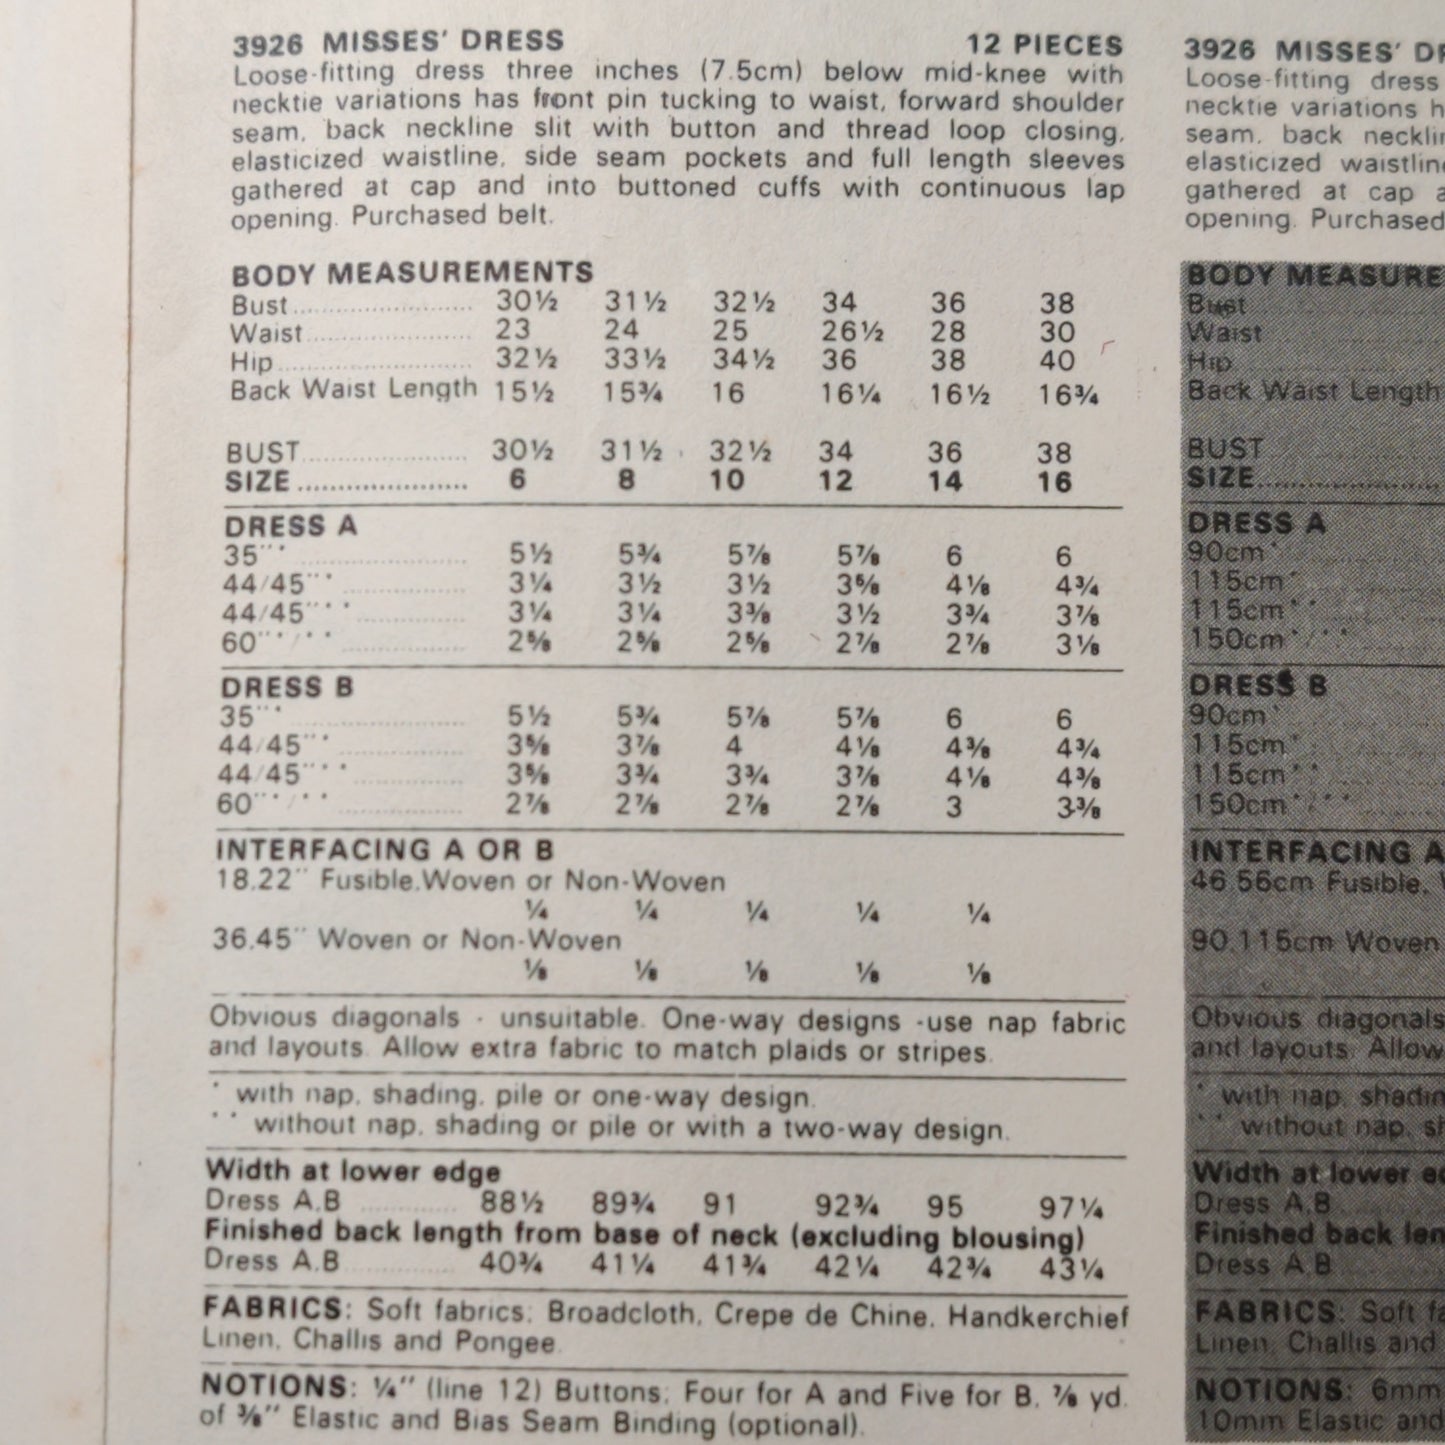 3926 MISSES' DRESS 12 PIECES
Loose-fitting dress three inches (7.5cm) below mid-knee with
necktie variations has front pin tucking to waist, forward shoulder
seam, back neckline slit with button and thread loop closing,
elasticized waistline, side seam pockets and full length sleeves
gathered at cap and into buttoned cuffs with continuous lap
opening. Purchased belt.
BODY MEASUREMENTS
Bust 30½ 31½ 32½ 34 36 38
Waist 23 24 25 26½ 28 30
Hip 32½ 33½ 34½ 36 38 40
Back Waist Length 15½ 15¾ 16 16¼ 16½ 16¾
BUST 30½ 31½ 32½ 34 36 38
SIZE 6 8 10 12 14 16
DRESS A
35"* 5½ 5¾ 5⅞ 5⅞ 6 6
44/45"* 3¼ 3½ 3½ 3⅝ 4⅛ 4¾
44/45"** 3¼ 3¼ 3⅜ 3½ 3¾ 3⅞
60"*/** 2⅝ 2⅝ 2⅝ 2⅞ 2⅞ 3⅛
DRESS B
35"* 5½ 5¾ 5⅞ 5⅞ 6 6
44/45"* 3⅝ 3⅞ 4 4⅛ 4⅜ 4¾
44/45"** 3⅝ 3¾ 3¾ 3⅞ 4⅛ 4⅜
60"*/** 2⅞ 2⅞ 2⅞ 2⅞ 3 3⅜
INTERFACING A OR B
18,22" Fusible,Woven or Non-Woven
¼ ¼ ¼ ¼ ¼
36,45" Woven or Non-Woven
⅛ ⅛ ⅛ ⅛ ⅛
Obvious diagonals - unsuitable. One-way designs -use nap fabric
and layouts. Allow extra fabric to match plaids or stripes.
* with nap, shading, pile or one-way design.
** without nap, shading or pile or with a two-way design.
Width at lower edge
Dress A,B 88½ 89¾ 91 92¾ 95 97¼
Finished back length from base of neck (excluding blousing)
Dress A,B 40¾ 41¼ 41¾ 42¼ 42¾ 43¼
FABRICS: Soft fabrics; Broadcloth, Crepe de Chine, Handkerchief
Linen, Challis and Pongee.
NOTIONS: ¼" (line 12) Buttons; Four for A and Five for B, ⅞ yd.
of ⅜" Elastic and Bias Seam Binding (optional).
3926 MISSES'
Loose-fitting dress
necktie variations
seam, back
elasticized
gathered at cap
opening. Purchased
BODY
Bust
Waist
Hip
Back Waist Length
BUST
SIZE
DRESS A
90cm*
115cm*
115cm**
150cm*/**
DRESS B
90cm*
115cm*
115cm**
150cm*/**
INTERFACING A
46,56cm Fusible,
90,115cm Woven
Obvious diagonals
and layouts. Allow
* with nap,
** without nap,
Width at lower
Dress A,B
Finished back
Dress A,B
FABRICS: Soft
Linen, Challis and
NOTIONS: 6mm
10mm Elastic and